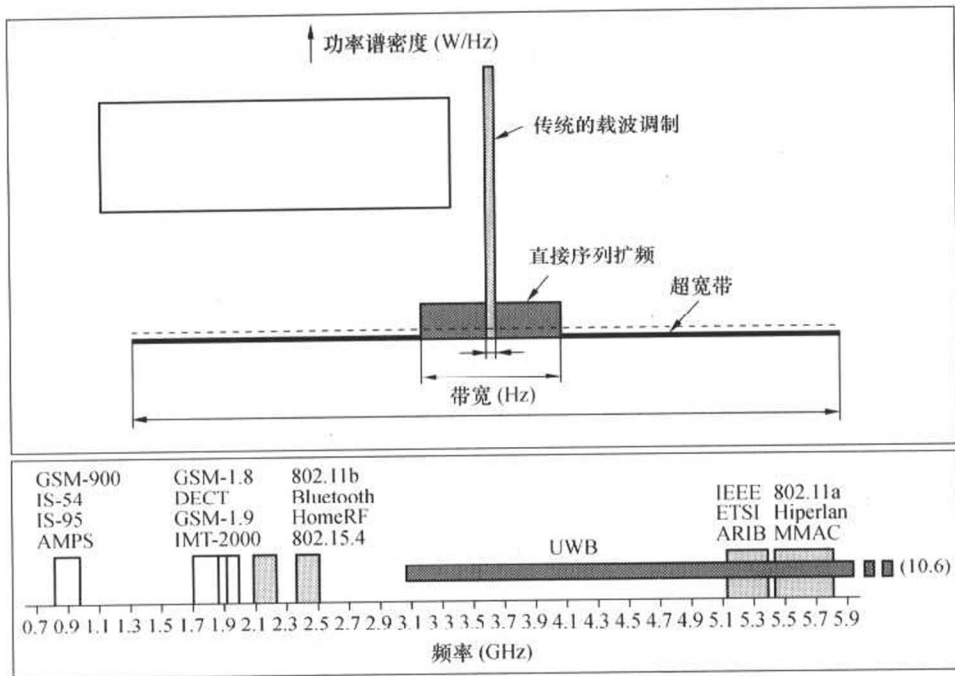 功率谱密度 (W/Hz)
传统的载波调制
直接序列扩频
超宽带
带宽 (Hz)
GSM-900 GSM-1.8 802.11b
IS-54 DECT Bluetooth IEEE 802.11a
IS-95 GSM-1.9 HomeRF ETSI Hiperlan
AMPS IMT-2000 802.15.4 UWB ARIB MMAC
(10.6)
0.7 0.9 1.1 1.3 1.5 1.7 1.9 2.1 2.3 2.5 2.7 2.9 3.1 3.3 3.5 3.7 3.9 4.1 4.3 4.5 4.7 4.9 5.1 5.3 5.5 5.7 5.9
频率 (GHz)